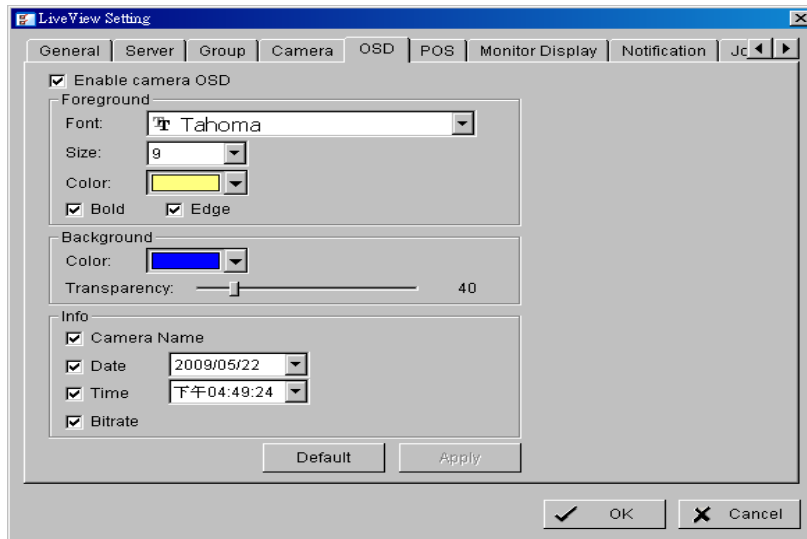 LiveView Setting
General Server Group Camera OSD POS Monitor Display Notification
Enable camera OSD
Foreground
Font: Tahoma
Size: 9
Color:
Bold Edge
Background
Color:
Transparency: 40
Info
Camera Name
Date 2009/05/22
Time 下午04:49:24
Bitrate
Default Apply
OK Cancel